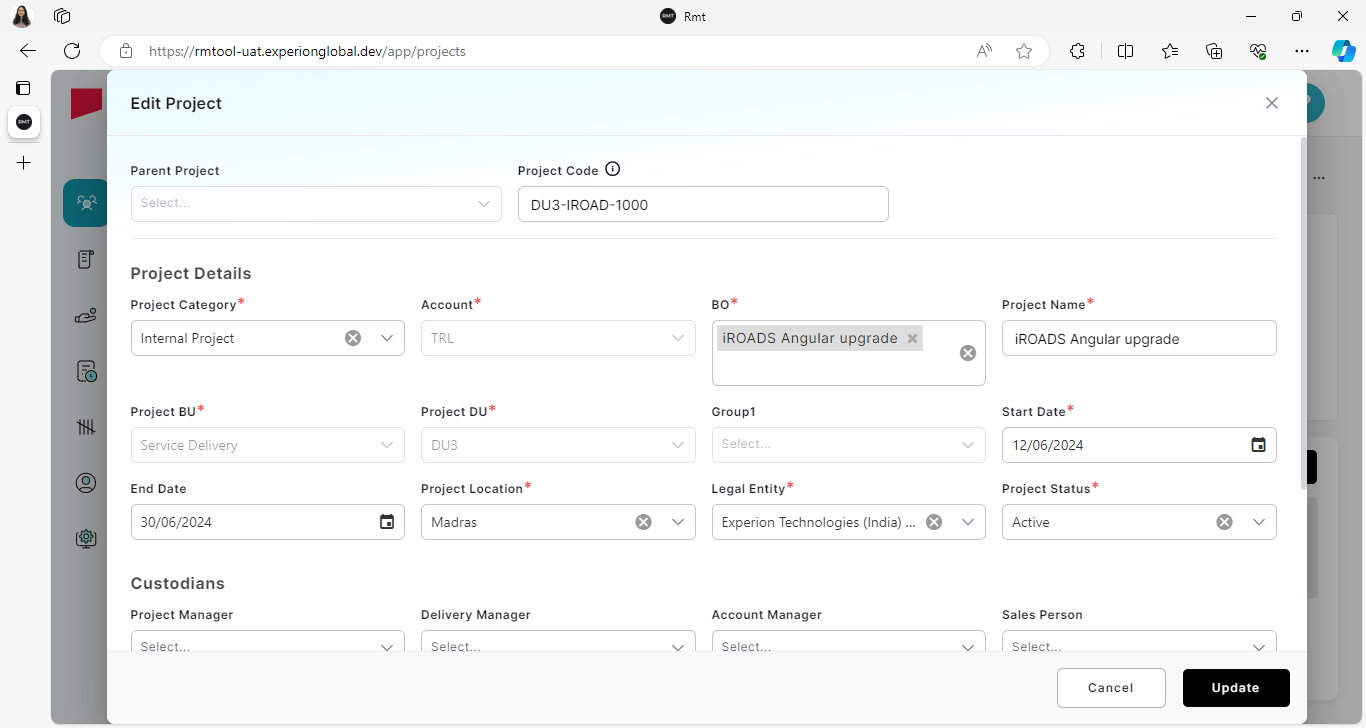 RMT Rmt
https://rmtool-uat.experionglobal.dev/app/projects
RMT
Edit Project
Parent Project Project Code
Select... DU3-IROAD-1000
Project Details
Project Category* Account* BO* Project Name*
Internal Project TRL iROADS Angular upgrade iROADS Angular upgrade
Project BU* Project DU* Group1 Start Date*
Service Delivery DU3 Select... 12/06/2024
End Date Project Location* Legal Entity* Project Status*
30/06/2024 Madras Experion Technologies (India) ... Active
Custodians
Project Manager Delivery Manager Account Manager Sales Person
Select... Select... Select... Select...
Cancel Update